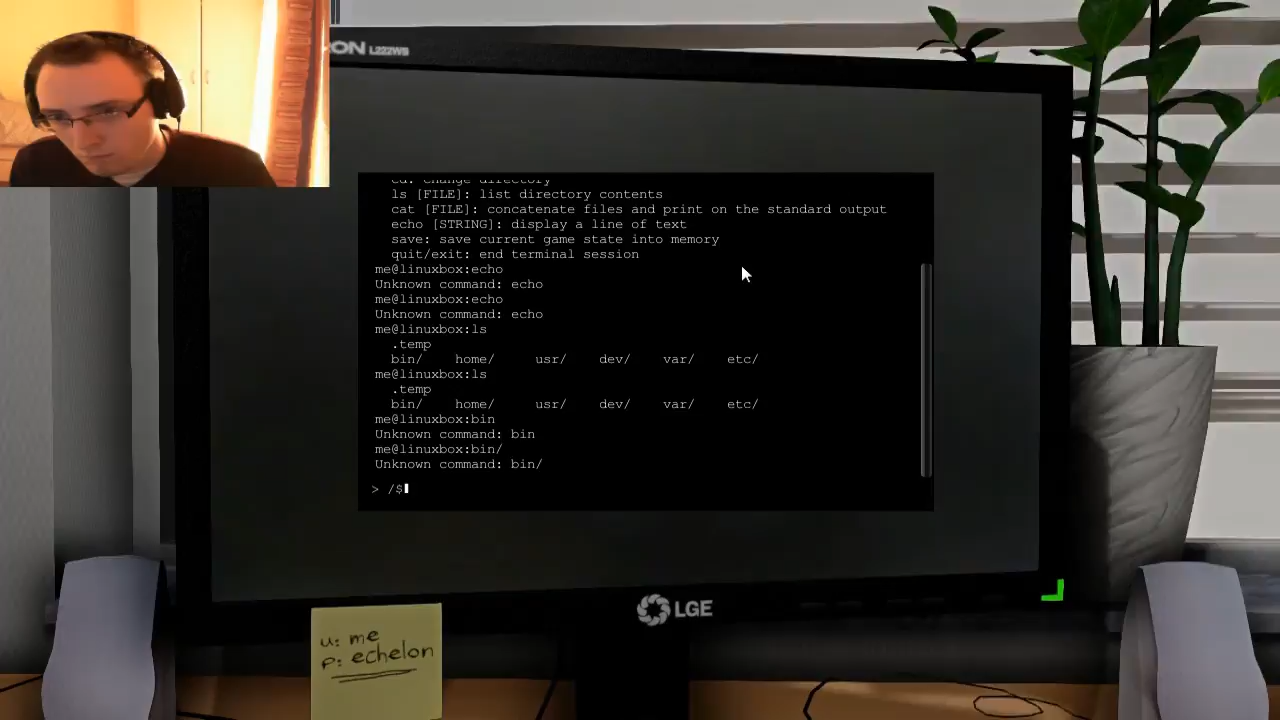 RON L222WS
cd: change directory
ls [FILE]: list directory contents
cat [FILE]: concatenate files and print on the standard output
echo [STRING]: display a line of text
save: save current game state into memory
quit/exit: end terminal session
me@linuxbox:echo
Unknown command: echo
me@linuxbox:echo
Unknown command: echo
me@linuxbox:ls
.temp
bin/ home/ usr/ dev/ var/ etc/
me@linuxbox:ls
.temp
bin/ home/ usr/ dev/ var/ etc/
me@linuxbox:bin
Unknown command: bin
me@linuxbox:bin/
Unknown command: bin/
> /$
LGE
u: me
p: echelon